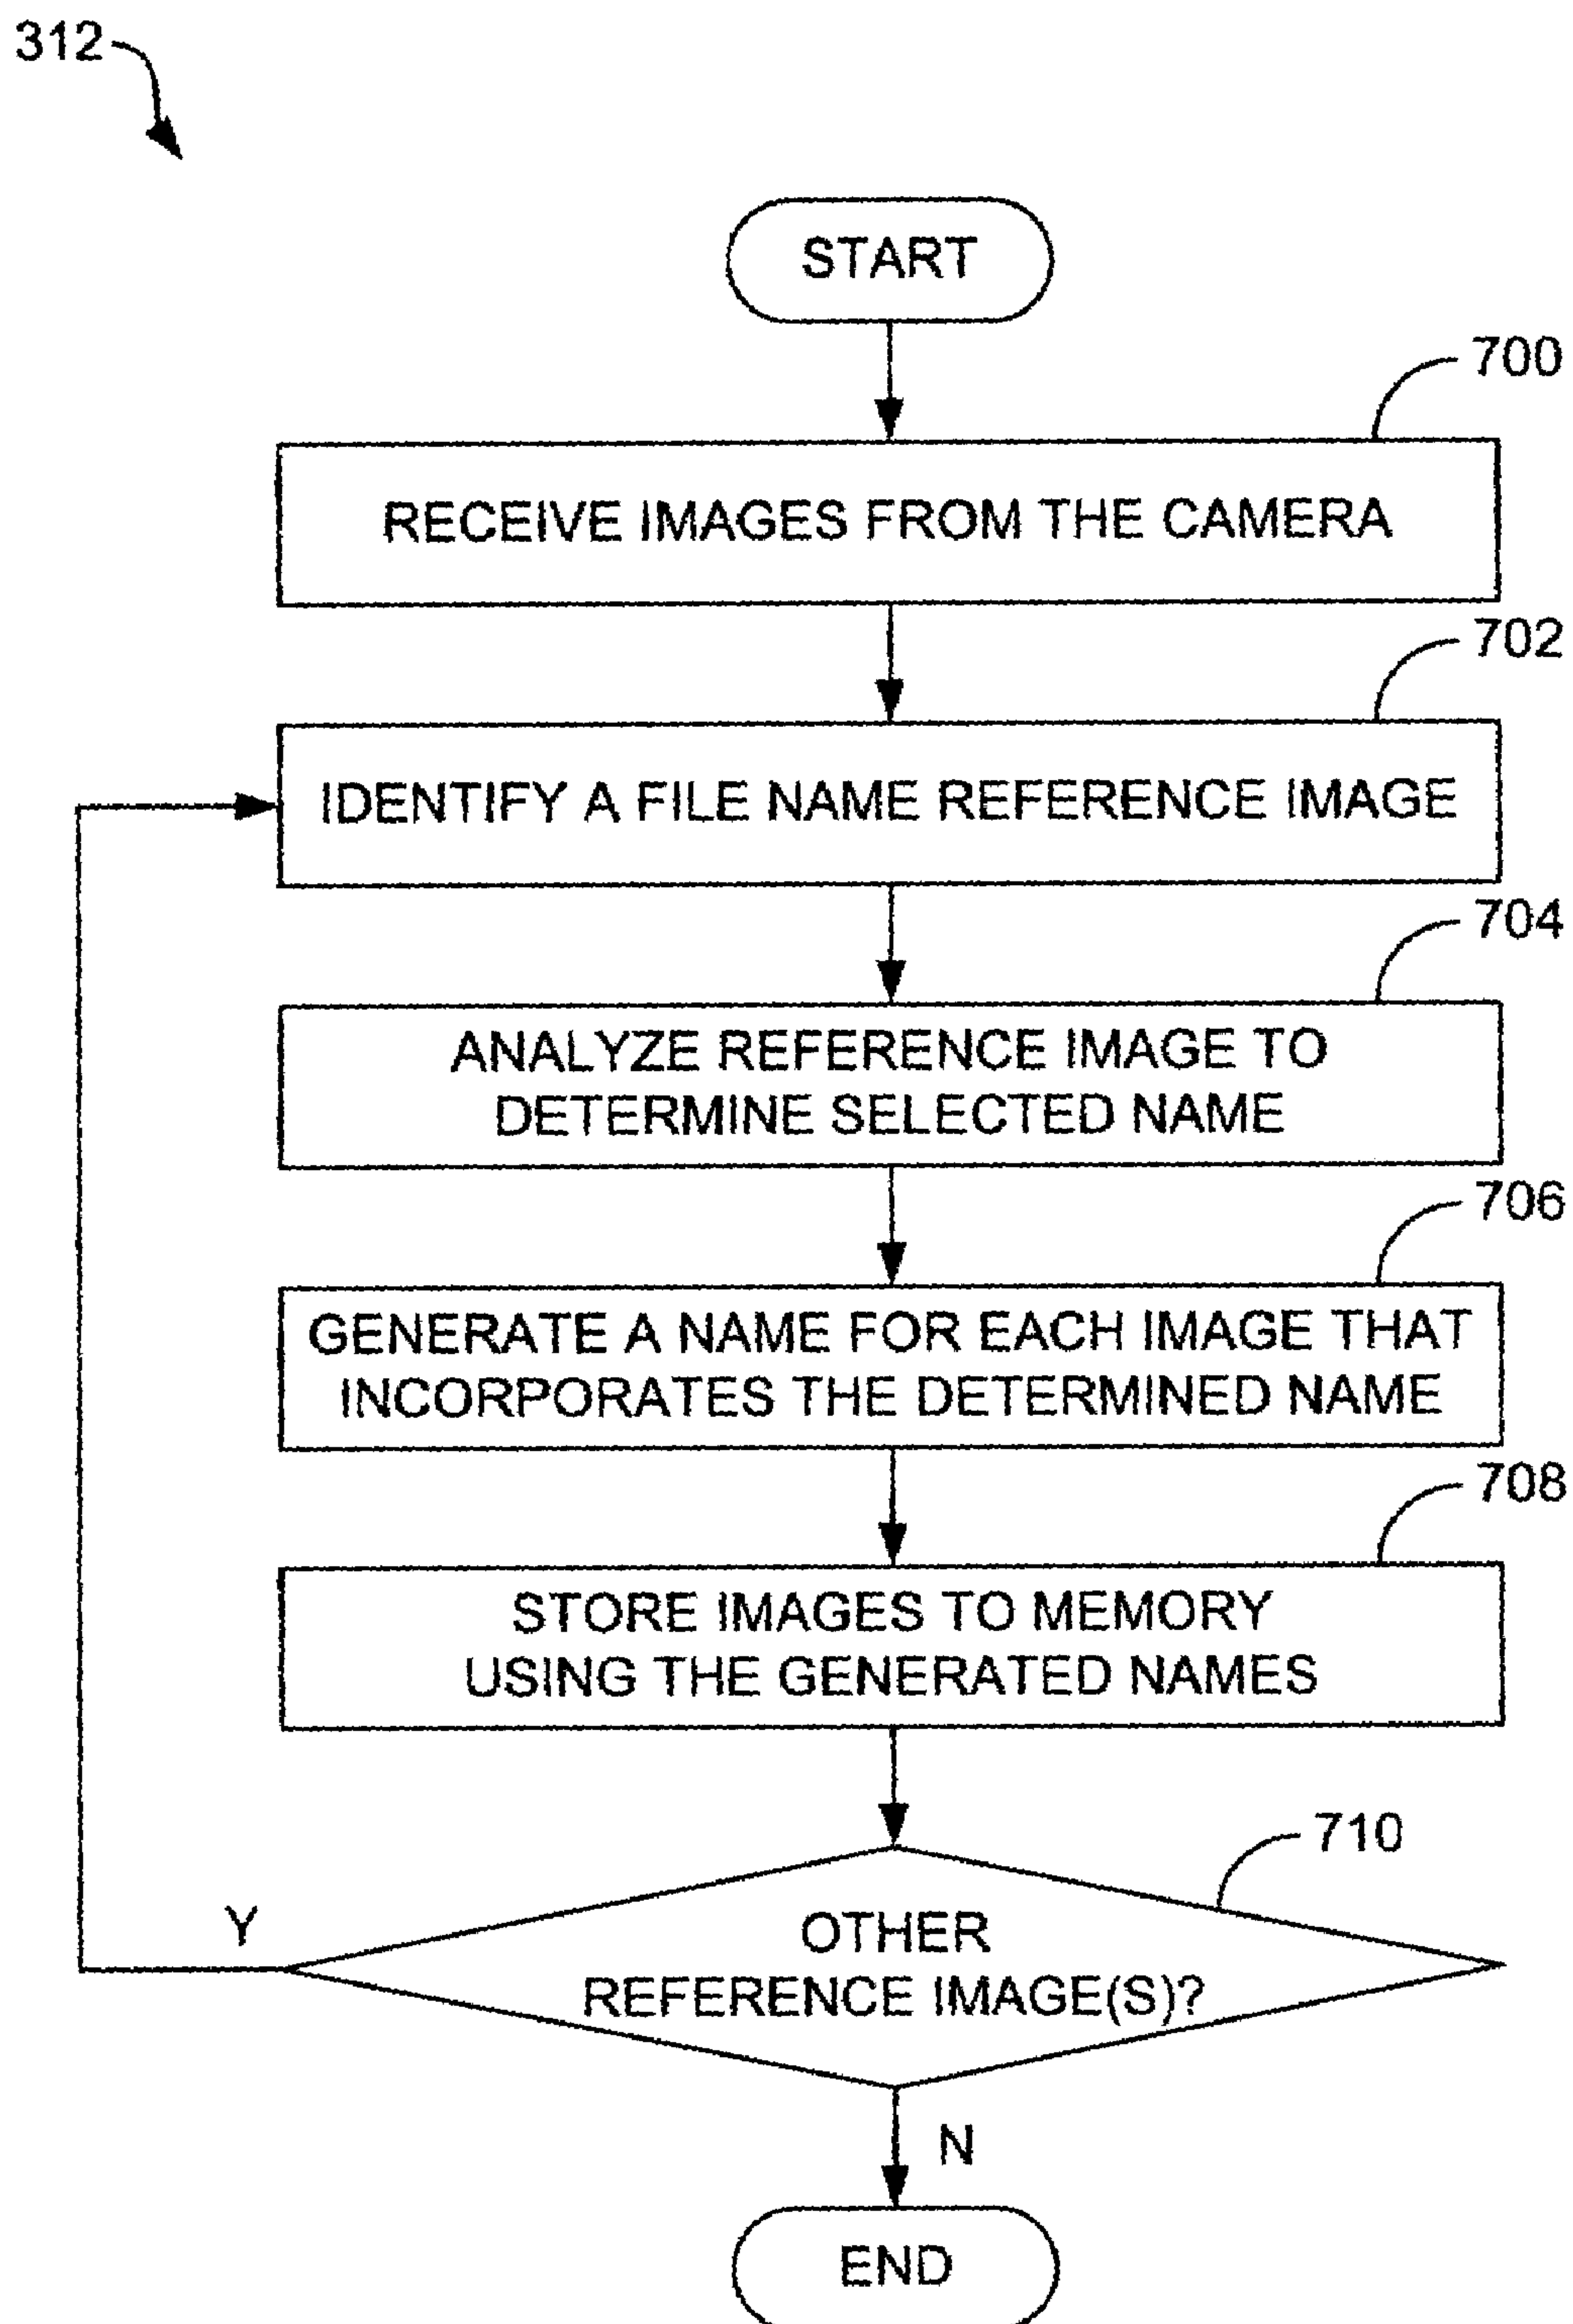 312
START
700
RECEIVE IMAGES FROM THE CAMERA
702
IDENTIFY A FILE NAME REFERENCE IMAGE
704
ANALYZE REFERENCE IMAGE TO
DETERMINE SELECTED NAME
706
GENERATE A NAME FOR EACH IMAGE THAT
INCORPORATES THE DETERMINED NAME
708
STORE IMAGES TO MEMORY
USING THE GENERATED NAMES
710
Y
OTHER
REFERENCE IMAGE(S)?
N
END